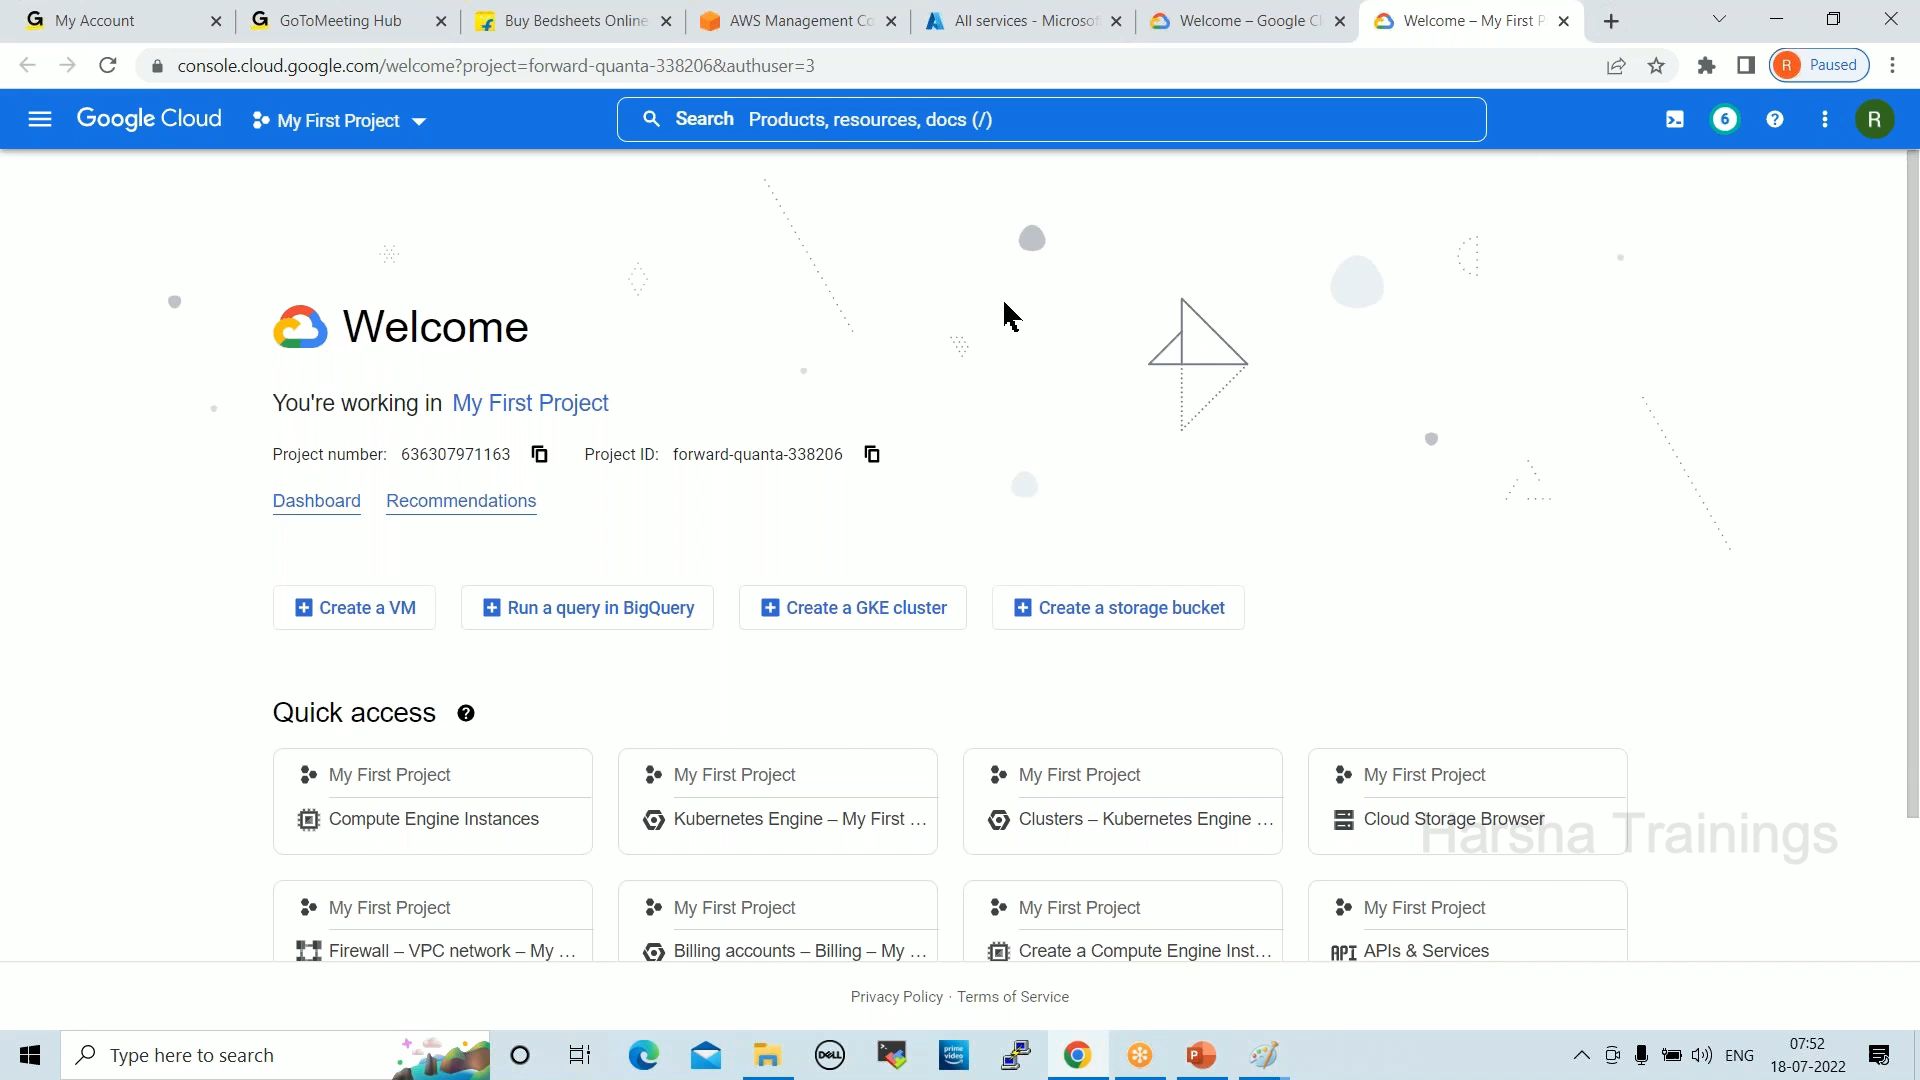 My Account
GoToMeeting Hub
Buy Bedsheets Online
AWS Management Co
All services - Microsof
Welcome – Google Cl
Welcome – My First P
console.cloud.google.com/welcome?project=forward-quanta-338206&authuser=3
R Paused
Google Cloud
My First Project
Search Products, resources, docs (/)
6
R
Welcome
You're working in My First Project
Project number: 636307971163 Project ID: forward-quanta-338206
Dashboard Recommendations
Create a VM
Run a query in BigQuery
Create a GKE cluster
Create a storage bucket
Quick access
My First Project
Compute Engine Instances
My First Project
Kubernetes Engine – My First ...
My First Project
Clusters – Kubernetes Engine ...
My First Project
Cloud Storage Browser
Harsha Trainings
My First Project
Firewall – VPC network – My ...
My First Project
Billing accounts – Billing – My ...
My First Project
Create a Compute Engine Inst...
My First Project
API APIs & Services
Privacy Policy · Terms of Service
Type here to search
DELL
prime video
ENG
07:52
18-07-2022